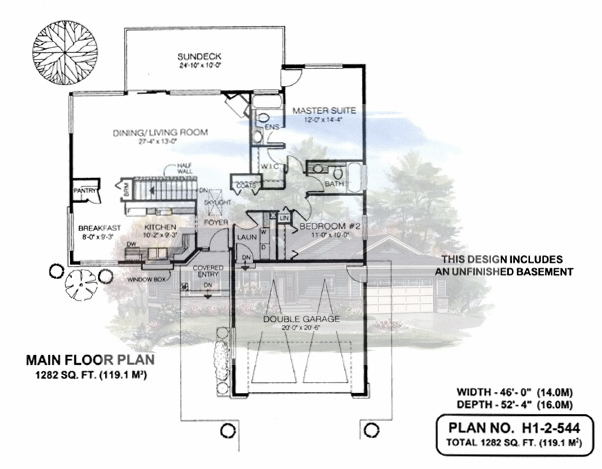 SUNDECK
24'-10" x 10'-0"
MASTER SUITE
12'-0" x 14'-4"
ENS
DINING/LIVING ROOM
27'-4" x 13'-0"
W.I.C
HALF
WALL
BATH
PANTRY
BRM
DN
COATS
SKYLIGHT
LIN
BREAKFAST
8'-0" x 9'-3"
KITCHEN
10'-2" x 9'-3"
FOYER
BEDROOM #2
11'-0" x 10'-0"
LAUN
W
D
DW
DN
COVERED
ENTRY
DN
WINDOW BOX
THIS DESIGN INCLUDES
AN UNFINISHED BASEMENT
DOUBLE GARAGE
20'-0" x 20'-6"
MAIN FLOOR PLAN
1282 SQ. FT. (119.1 M²)
WIDTH - 46'- 0" (14.0M)
DEPTH - 52'- 4" (16.0M)
PLAN NO. H1-2-544
TOTAL 1282 SQ. FT. (119.1 M²)